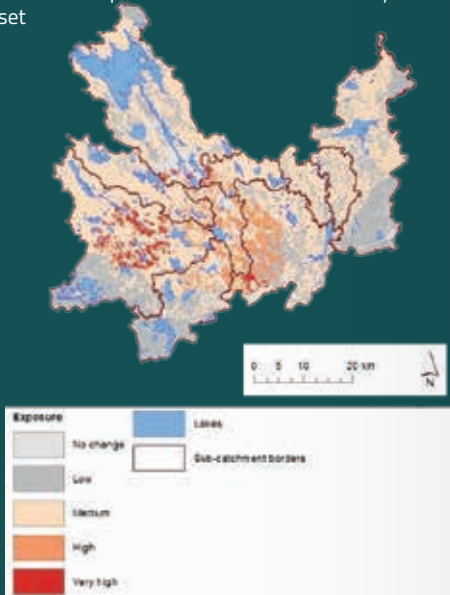 set
0 5 10 20 km
N
Exposure
No change
Low
Medium
High
Very high
Lakes
Sub-catchment borders